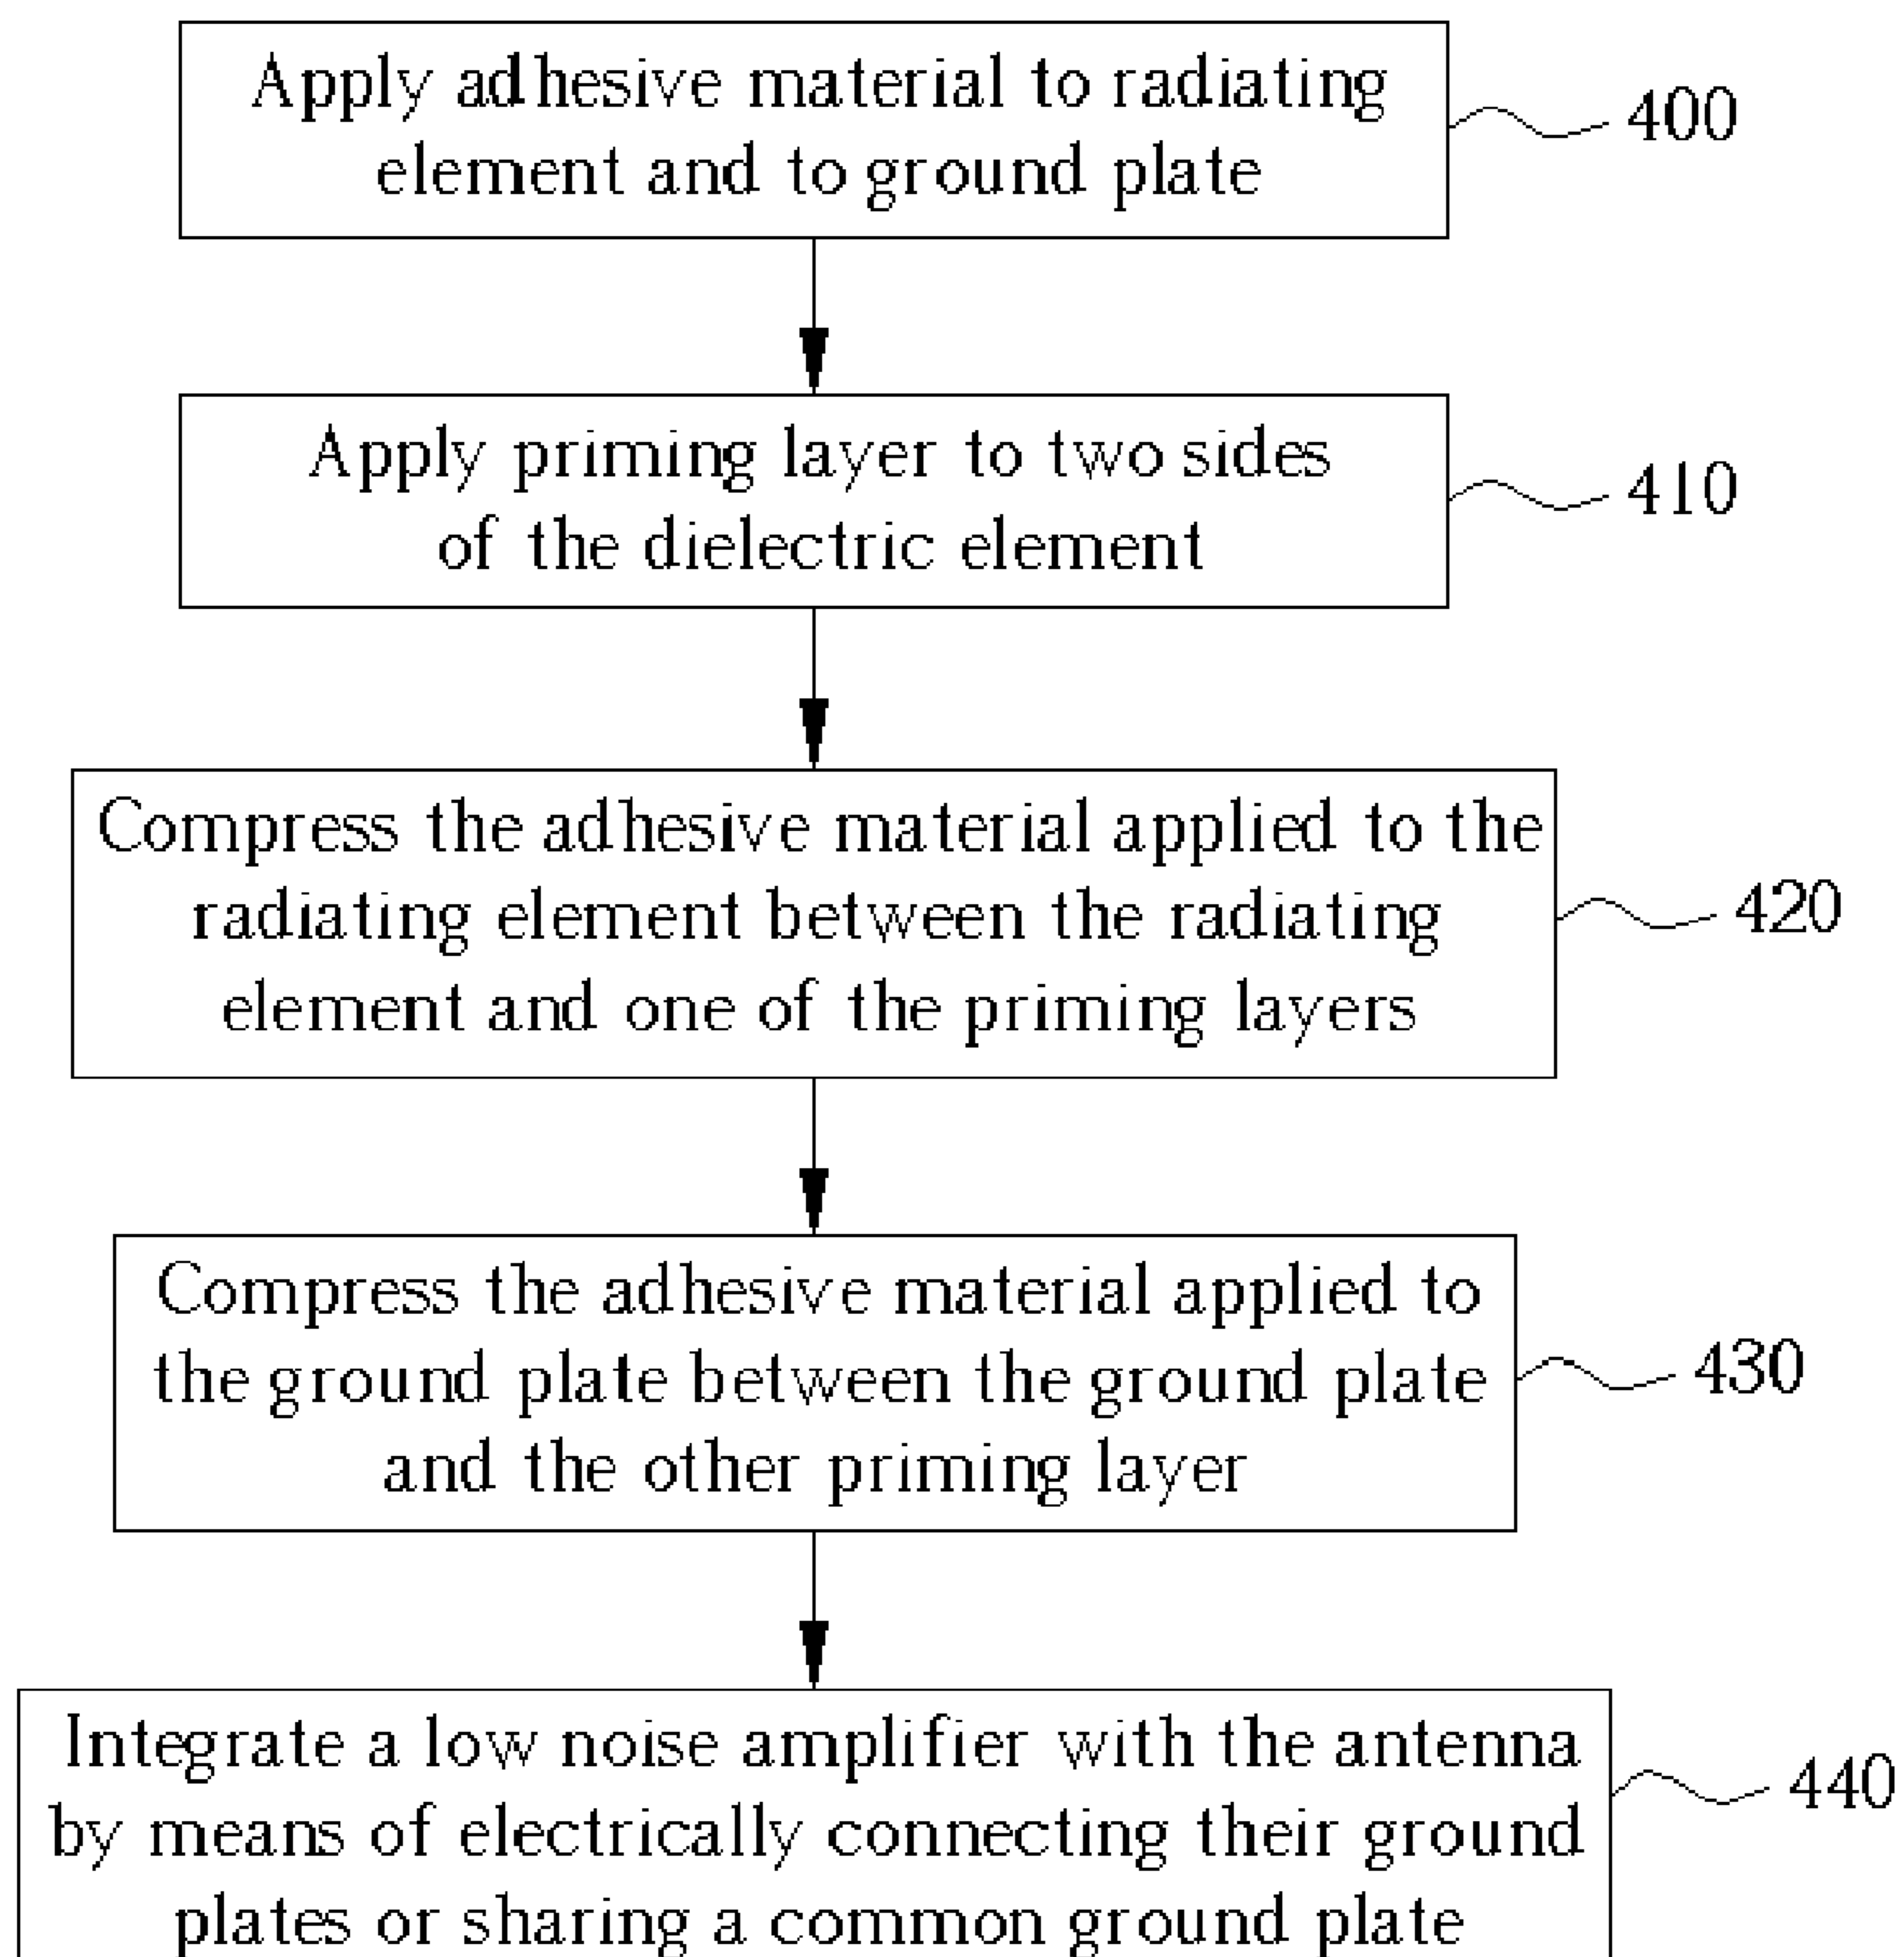 Apply adhesive material to radiating
element and to ground plate
400
Apply priming layer to two sides
of the dielectric element
410
Compress the adhesive material applied to the
radiating element between the radiating
element and one of the priming layers
420
Compress the adhesive material applied to
the ground plate between the ground plate
and the other priming layer
430
Integrate a low noise amplifier with the antenna
by means of electrically connecting their ground
plates or sharing a common ground plate
440